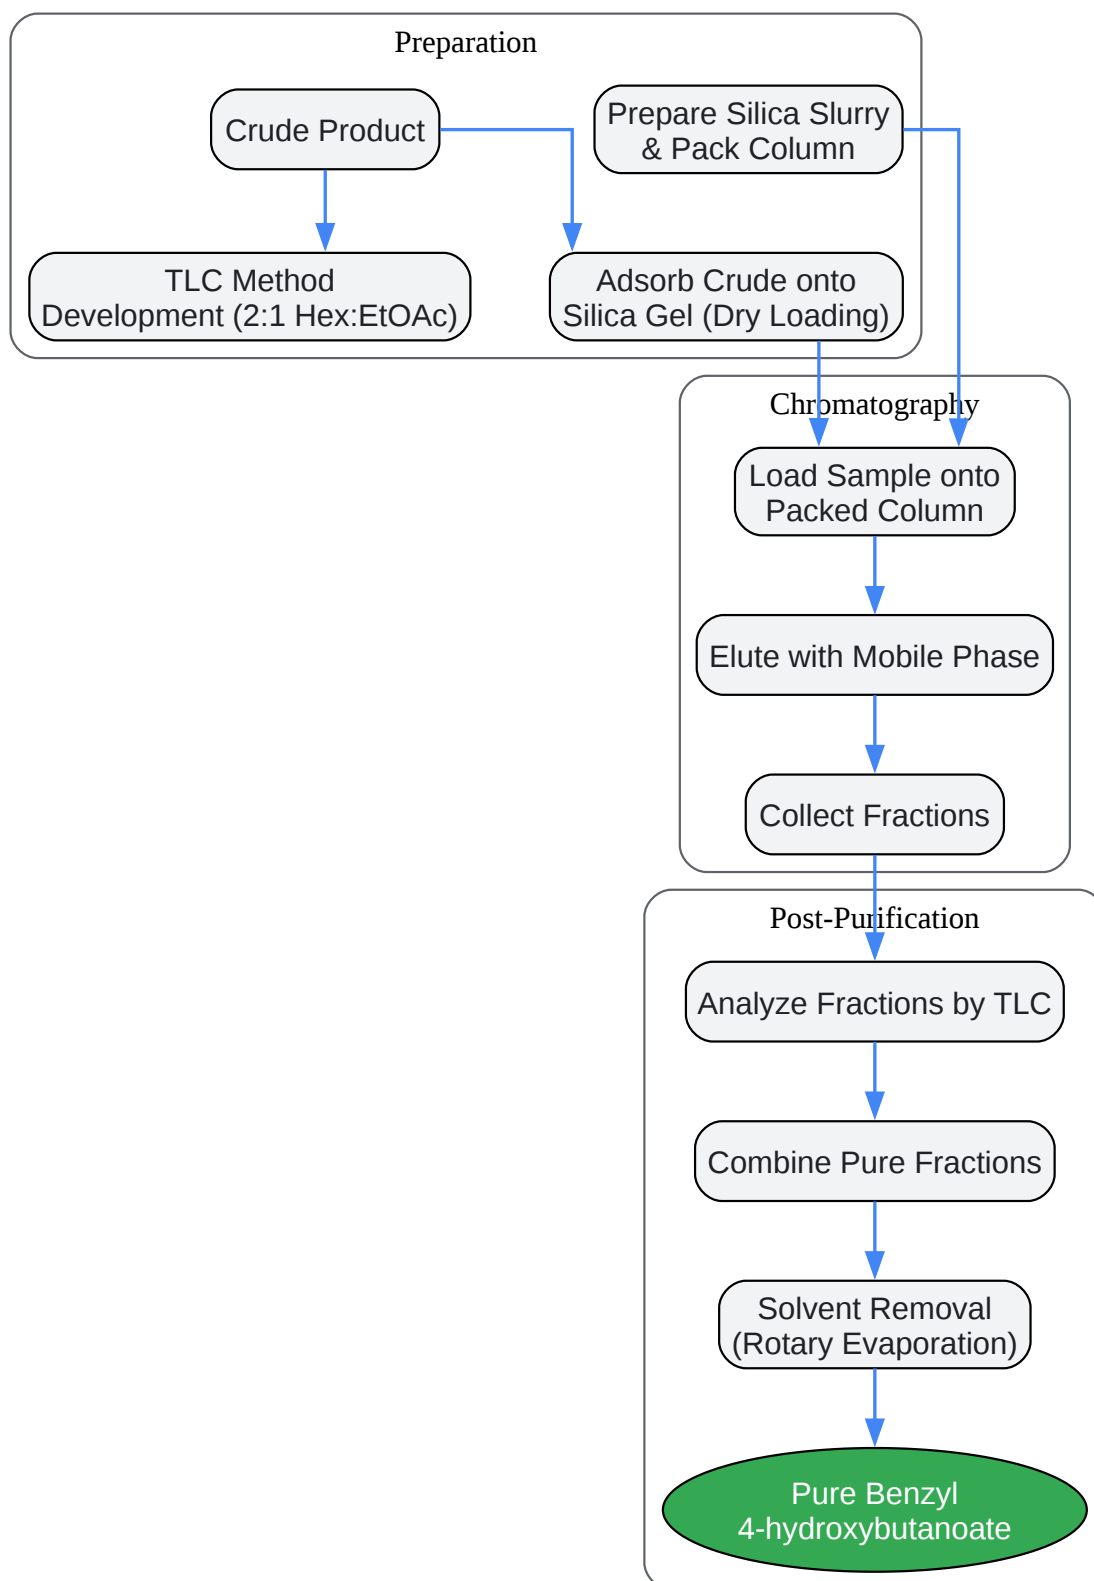 Preparation
Crude Product
Prepare Silica Slurry
& Pack Column
TLC Method
Development (2:1 Hex:EtOAc)
Adsorb Crude onto
Silica Gel (Dry Loading)
Chromatography
Load Sample onto
Packed Column
Elute with Mobile Phase
Collect Fractions
Post-Purification
Analyze Fractions by TLC
Combine Pure Fractions
Solvent Removal
(Rotary Evaporation)
Pure Benzyl
4-hydroxybutanoate